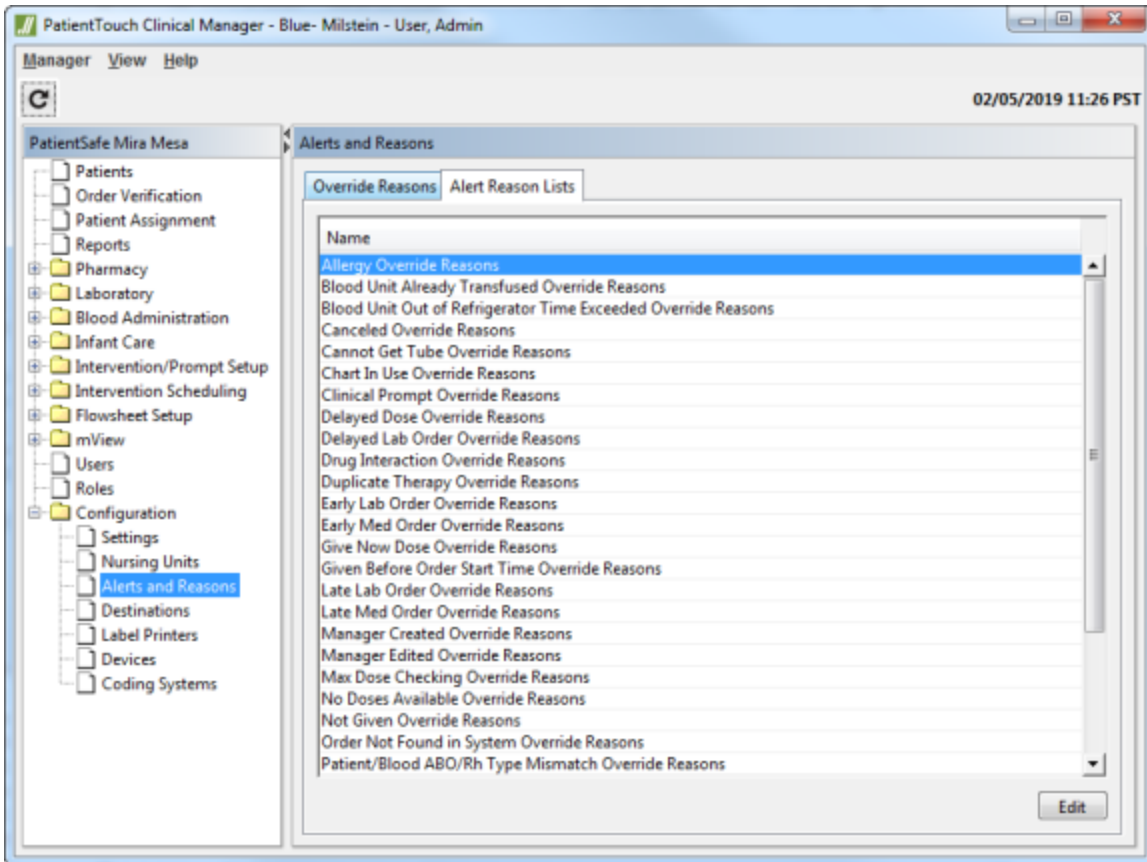 PatientTouch Clinical Manager - Blue- Milstein - User, Admin
Manager View Help
02/05/2019 11:26 PST
PatientSafe Mira Mesa
Patients
Order Verification
Patient Assignment
Reports
Pharmacy
Laboratory
Blood Administration
Infant Care
Intervention/Prompt Setup
Intervention Scheduling
Flowsheet Setup
mView
Users
Roles
Configuration
Settings
Nursing Units
Alerts and Reasons
Destinations
Label Printers
Devices
Coding Systems
Alerts and Reasons
Override Reasons Alert Reason Lists
Name
Allergy Override Reasons
Blood Unit Already Transfused Override Reasons
Blood Unit Out of Refrigerator Time Exceeded Override Reasons
Canceled Override Reasons
Cannot Get Tube Override Reasons
Chart In Use Override Reasons
Clinical Prompt Override Reasons
Delayed Dose Override Reasons
Delayed Lab Order Override Reasons
Drug Interaction Override Reasons
Duplicate Therapy Override Reasons
Early Lab Order Override Reasons
Early Med Order Override Reasons
Give Now Dose Override Reasons
Given Before Order Start Time Override Reasons
Late Lab Order Override Reasons
Late Med Order Override Reasons
Manager Created Override Reasons
Manager Edited Override Reasons
Max Dose Checking Override Reasons
No Doses Available Override Reasons
Not Given Override Reasons
Order Not Found in System Override Reasons
Patient/Blood ABO/Rh Type Mismatch Override Reasons
Edit